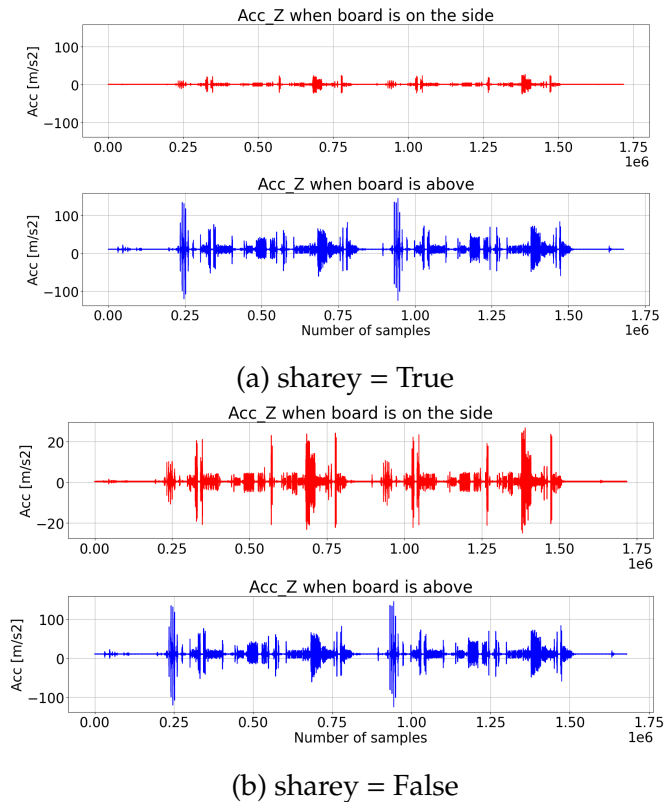 Acc_Z when board is on the side
Acc [m/s2]
100
0
−100
0.00 0.25 0.50 0.75 1.00 1.25 1.50 1.75
1e6
Acc_Z when board is above
Acc [m/s2]
100
0
−100
0.00 0.25 0.50 0.75 1.00 1.25 1.50 1.75
Number of samples
1e6
(a) sharey = True
Acc_Z when board is on the side
Acc [m/s2]
20
0
−20
0.00 0.25 0.50 0.75 1.00 1.25 1.50 1.75
1e6
Acc_Z when board is above
Acc [m/s2]
100
0
−100
0.00 0.25 0.50 0.75 1.00 1.25 1.50 1.75
Number of samples
1e6
(b) sharey = False